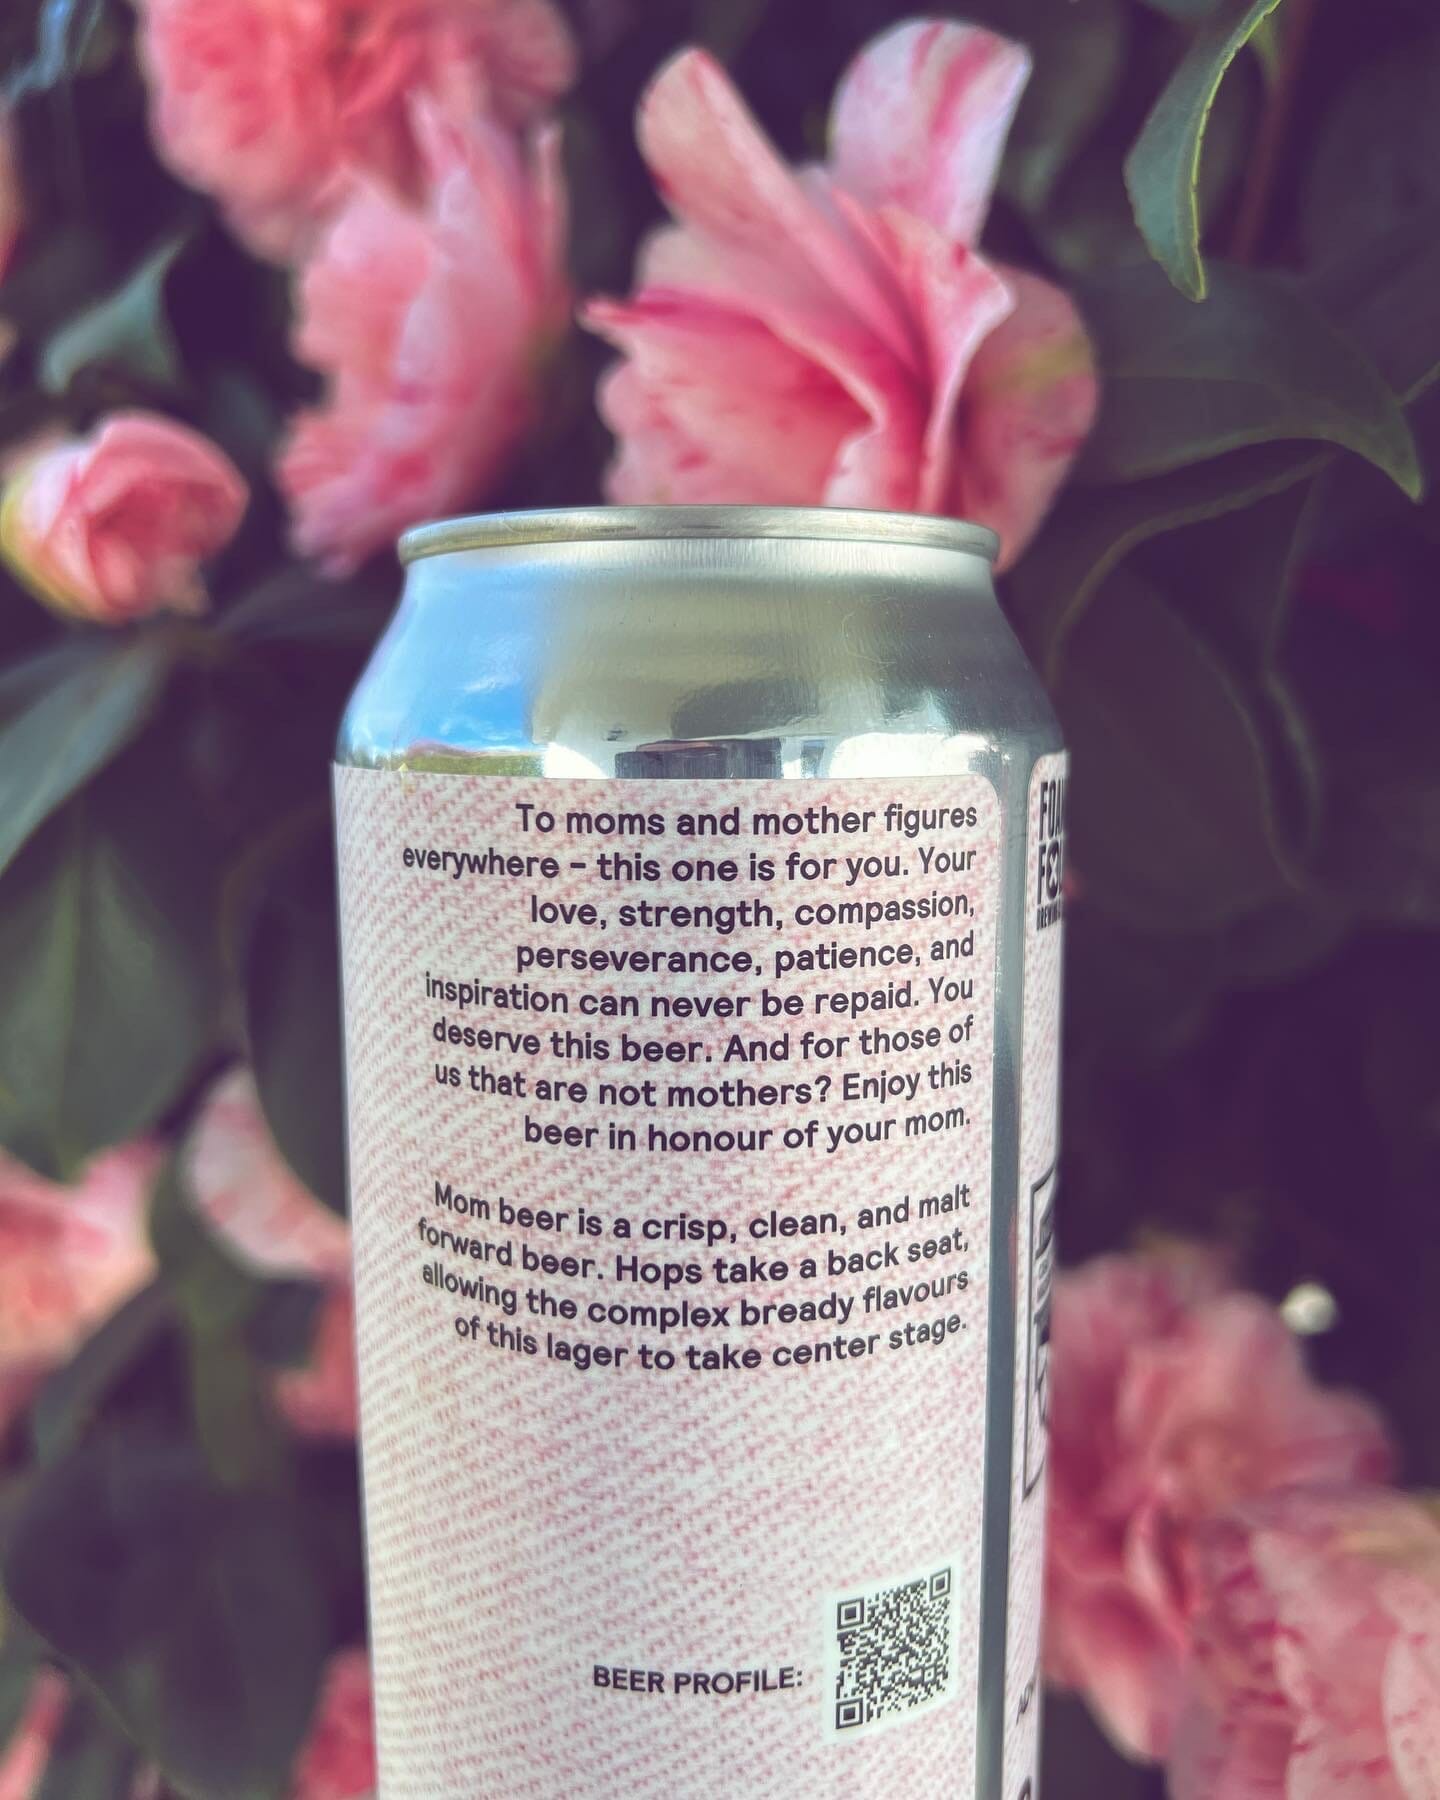 To moms and mother figures
everywhere – this one is for you. Your
love, strength, compassion,
perseverance, patience, and
inspiration can never be repaid. You
deserve this beer. And for those of
us that are not mothers? Enjoy this
beer in honour of your mom.
Mom beer is a crisp, clean, and malt
forward beer. Hops take a back seat,
allowing the complex bready flavours
of this lager to take center stage.
BEER PROFILE: